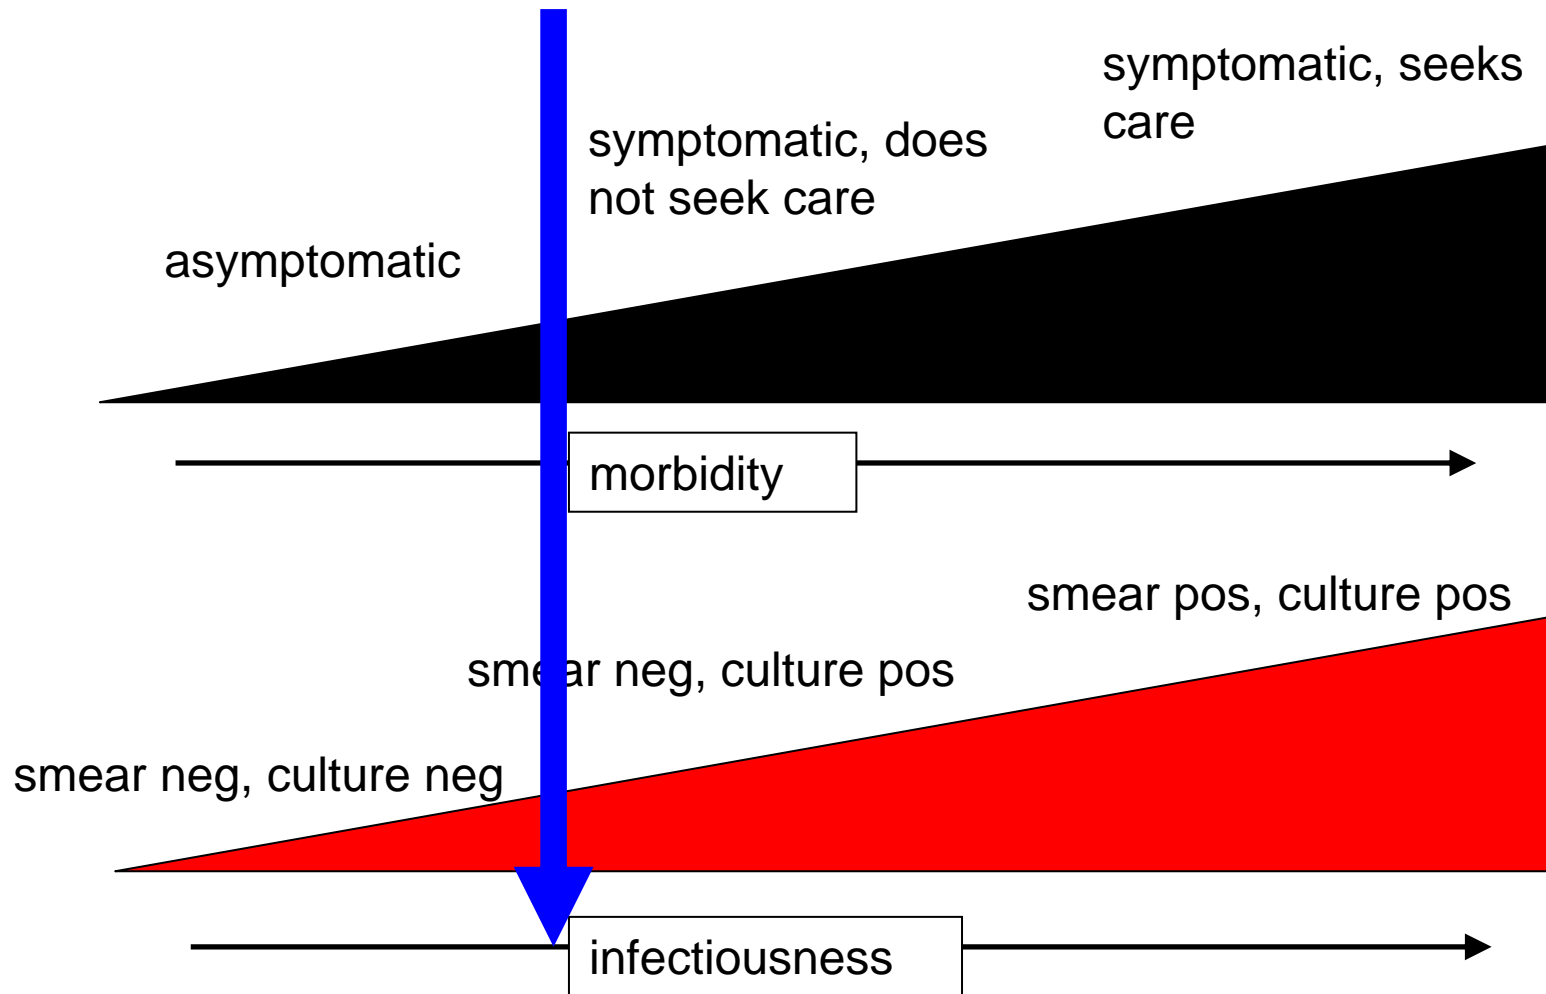 symptomatic, seeks
care
symptomatic, does
not seek care
asymptomatic
morbidity
smear pos, culture pos
smear neg, culture pos
smear neg, culture neg
infectiousness